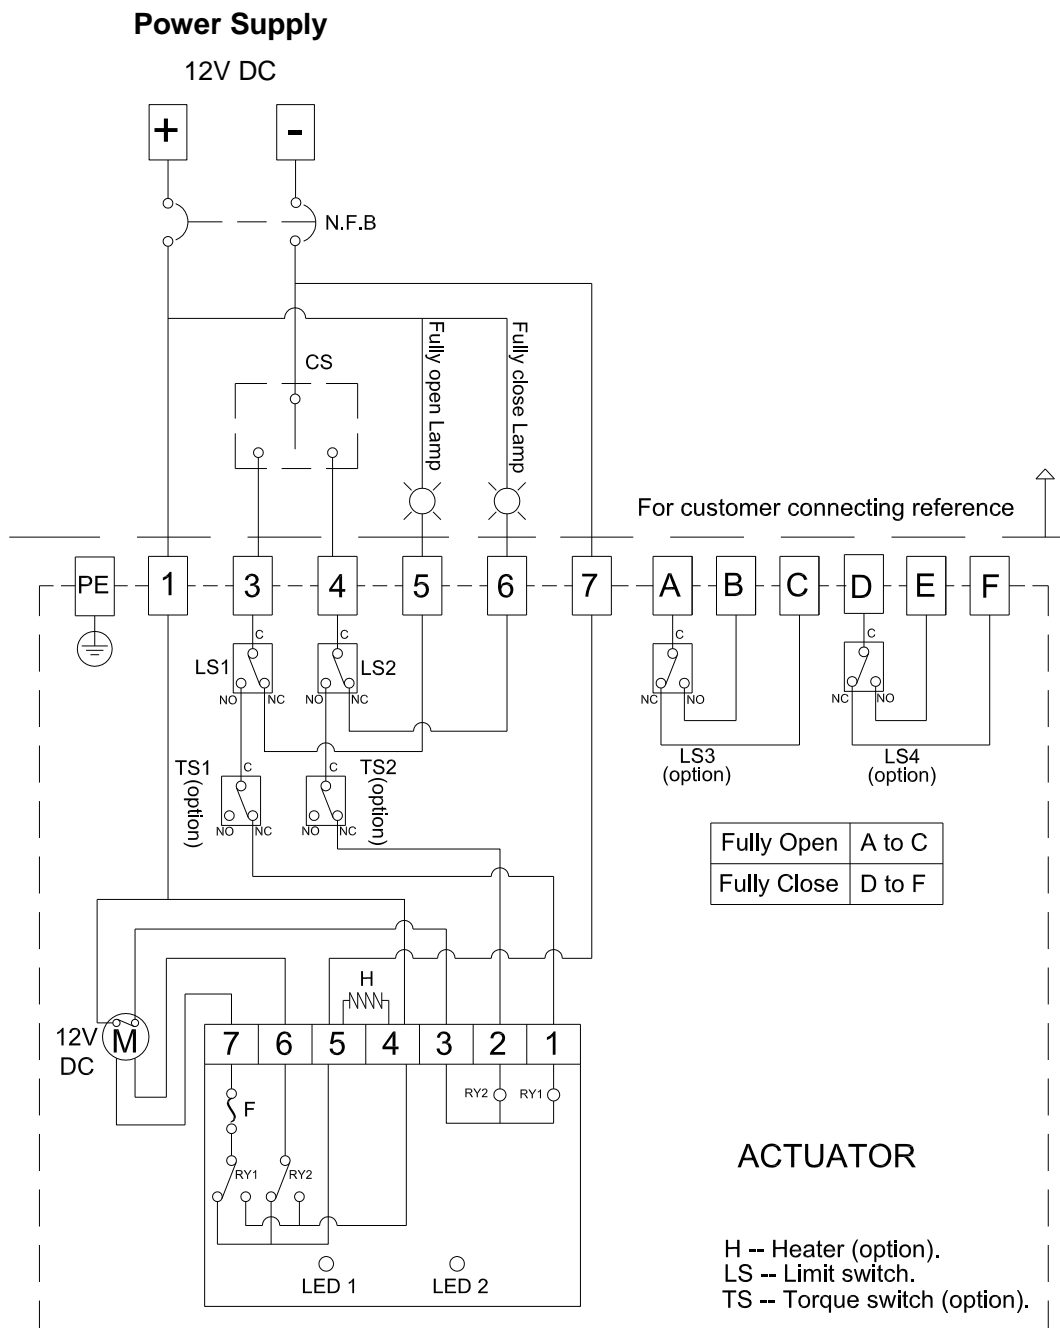 Power Supply
12V DC
+ -
N.F.B
CS
Fully open Lamp
Fully close Lamp
For customer connecting reference
PE 1 3 4 5 6 7 A B C D E F
C C C C
LS1 LS2
NO NC NO NC NC NO NC NO
LS3
(option)
LS4
(option)
TS1
(option)
C C
TS2
(option)
NO NC NO NC
Fully Open A to C
Fully Close D to F
H
12V
DC
M
7 6 5 4 3 2 1
RY2 RY1
F
RY1 RY2
LED 1 LED 2
ACTUATOR
H -- Heater (option).
LS -- Limit switch.
TS -- Torque switch (option).